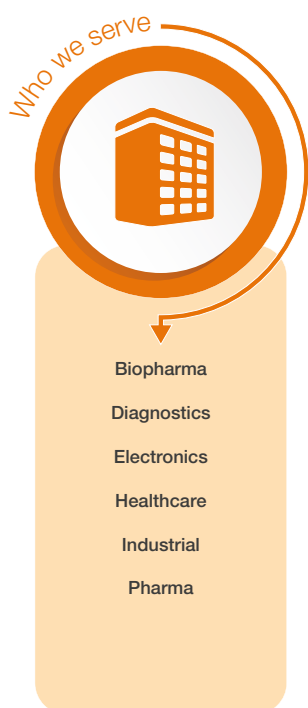 Who we serve
Biopharma
Diagnostics
Electronics
Healthcare
Industrial
Pharma